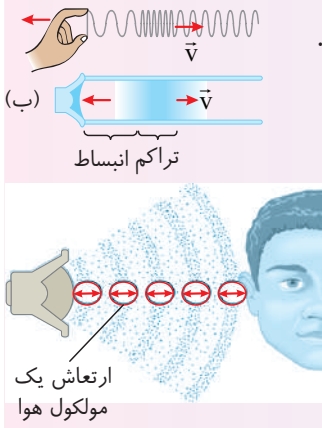 .
v
(ب)
v
تراکم انبساط
ارتعاش یک
مولکول هوا